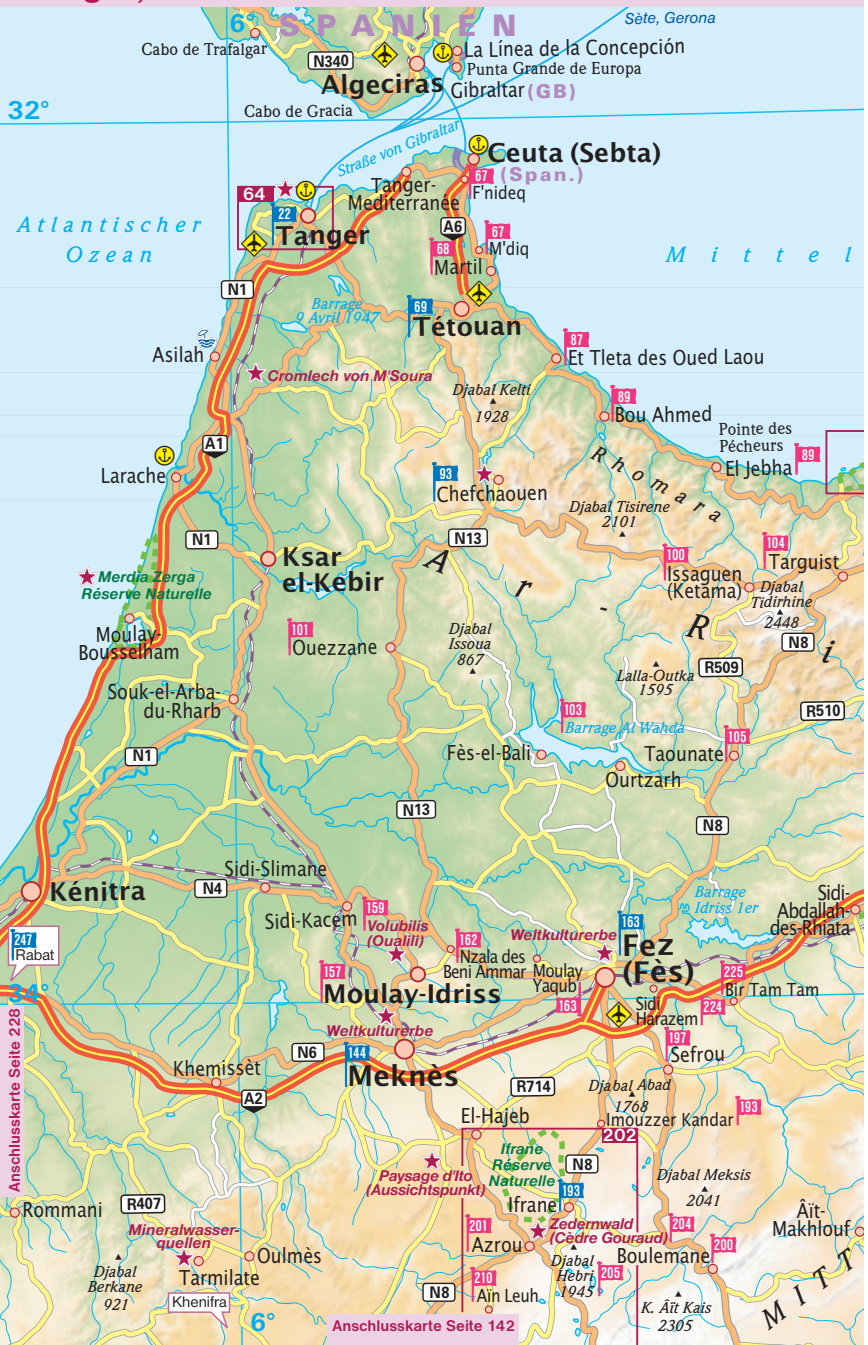 6°
SPANIEN
Sète, Gerona
Cabo de Trafalgar
N340
La Línea de la Concepción
Punta Grande de Europa
Algeciras
Gibraltar (GB)
32°
Cabo de Gracia
Straße von Gibraltar
Ceuta (Sebta)
(Span.)
67
F'nideq
64
Tanger-
Mediterranée
22
Tanger
Atlantischer
Ozean
A6
67
M'diq
68
Martil
Mittel
N1
Barrage
9 Avril 1947
69
Tétouan
Asilah
87
Et Tleta des Oued Laou
Cromlech von M'Soura
Djabal Kelti
1928
89
Bou Ahmed
Pointe des
Pécheurs
89
El Jebha
A1
Larache
93
Chefchaouen
Rhomara
Djabal Tisirene
2101
N1
N13
Ksar
el-Kebir
Ar-Ri
100
Issaguen
(Ketama)
104
Targuist
Merdia Zerga
Réserve Naturelle
Djabal
Tidirhine
2448
Moulay-
Bousselham
101
Ouezzane
Djabal
Issoua
867
N8
Lalla-Outka
1595
R509
Souk-el-Arba-
du-Rharb
103
Barrage Al Wahda
R510
N1
Fès-el-Bali
105
Taounate
Ourtzarh
N13
N8
Sidi-Slimane
Kénitra
N4
Sidi-Kacem
159
Volubilis
(Oualili)
Barrage
Idriss 1er
Sidi-
Abdallah-
des-Rhiata
247
Rabat
162
Nzala des
Beni Ammar
Weltkulturerbe
163
Fez
(Fès)
157
Moulay-Idriss
Moulay
Yaqub
163
225
Bir Tam Tam
224
34°
Sidi
Harazem
Weltkulturerbe
197
Sefrou
Anschlusskarte Seite 228
Khemissèt
N6
144
Meknès
A2
R714
Djabal Abad
1768
193
El-Hajeb
Imouzzer Kandar
202
Ifrane
Réserve
Naturelle
N8
Paysage d'Ito
(Aussichtspunkt)
193
Ifrane
Djabal Meksis
2041
Rommani
R407
Mineralwasser-
quellen
Oulmès
Tarmilate
Djabal
Berkane
921
Khenifra
201
Azrou
Zedernwald
(Cèdre Gouraud)
204
Boulemane
200
Âït-
Makhlouf
Djabal
Hebri
1945
205
210
Aïn Leuh
N8
K. Âït Kais
2305
MITT
6°
Anschlusskarte Seite 142